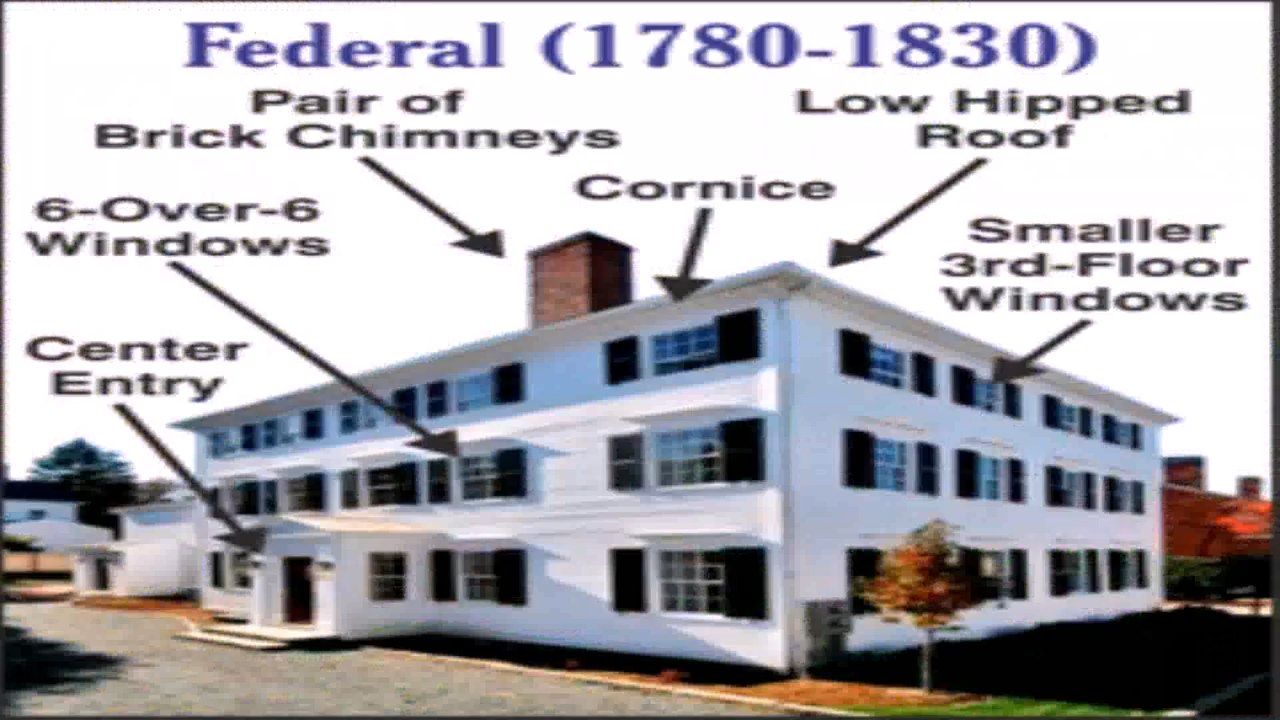 Federal (1780-1830)
Pair of
Brick Chimneys
Low Hipped
Roof
Cornice
6-Over-6
Windows
Smaller
3rd-Floor
Windows
Center
Entry